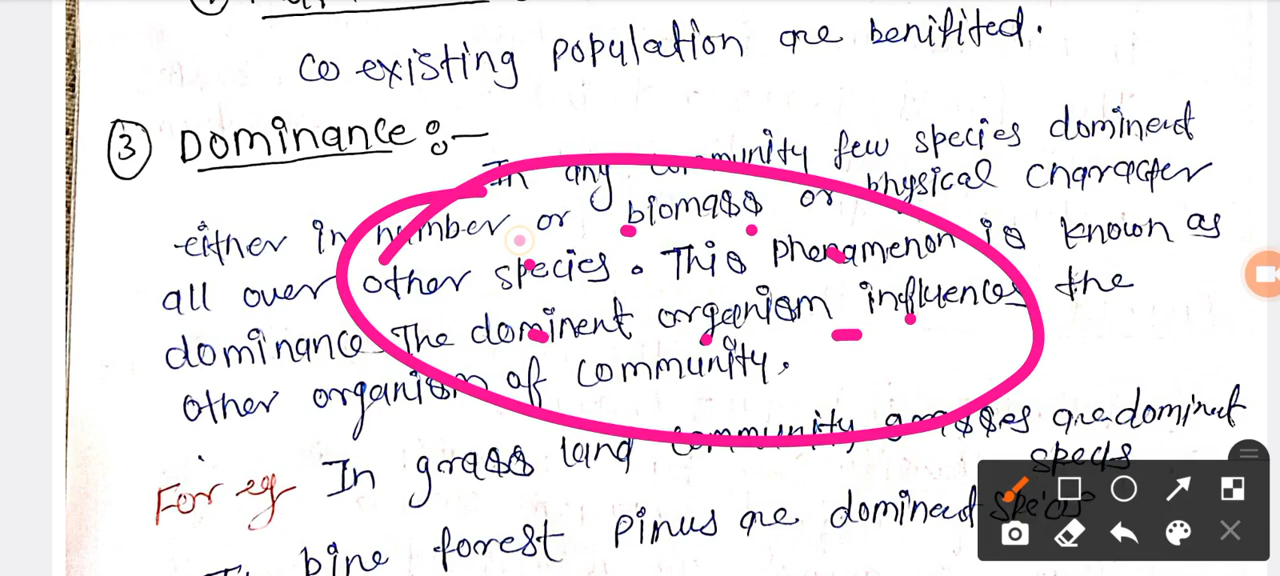 Co existing population are benifited.
③ Dominance :-
In any community few species dominent
either in number or biomass or physical character
all over other species. This phenamenon is known as
dominance. The dominent organism influences the
other organism of community.
For eg In grass land community grasses are dominent
specis
pine forest pinus are dominent species